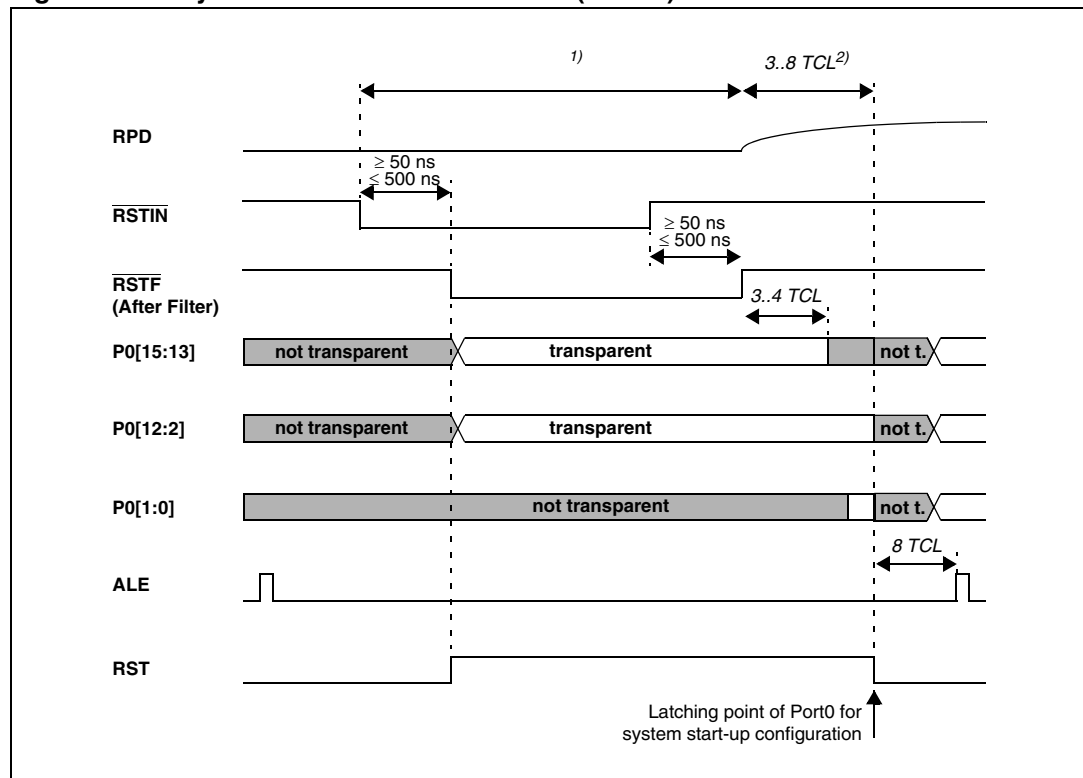 1)
3..8 TCL2)
RPD
≥ 50 ns
≤ 500 ns
RSTIN
≥ 50 ns
≤ 500 ns
RSTF
(After Filter)
3..4 TCL
P0[15:13]
not transparent
transparent
not t.
P0[12:2]
not transparent
transparent
not t.
P0[1:0]
not transparent
not t.
8 TCL
ALE
RST
Latching point of Port0 for
system start-up configuration